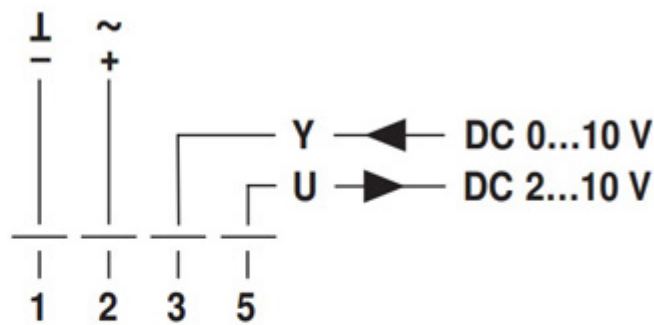 ⊥ ~
– +
Y DC 0...10 V
U DC 2...10 V
1 2 3 5